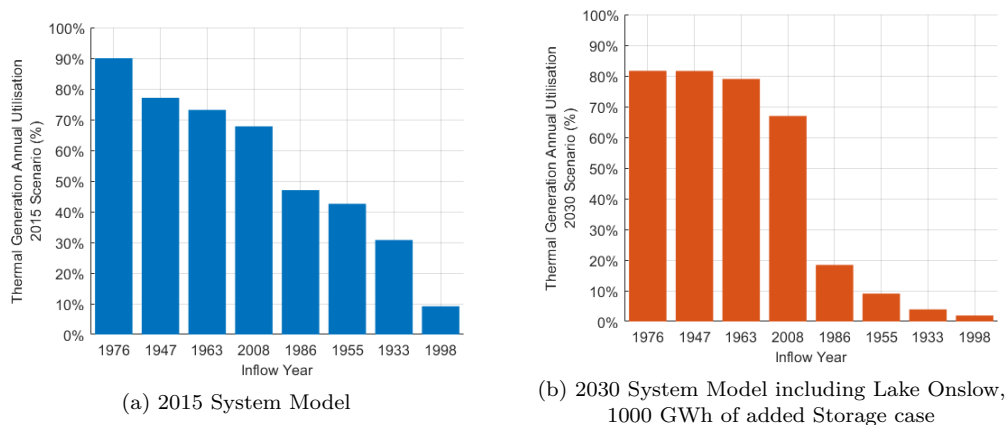 100%
90%
80%
70%
60%
50%
40%
30%
20%
10%
0%
Thermal Generation Annual Utilisation
2015 Scenario (%)
1976 1947 1963 2008 1986 1955 1933 1998
Inflow Year
(a) 2015 System Model
100%
90%
80%
70%
60%
50%
40%
30%
20%
10%
0%
Thermal Generation Annual Utilisation
2030 Scenario (%)
1976 1947 1963 2008 1986 1955 1933 1998
Inflow Year
(b) 2030 System Model including Lake Onslow,
1000 GWh of added Storage case